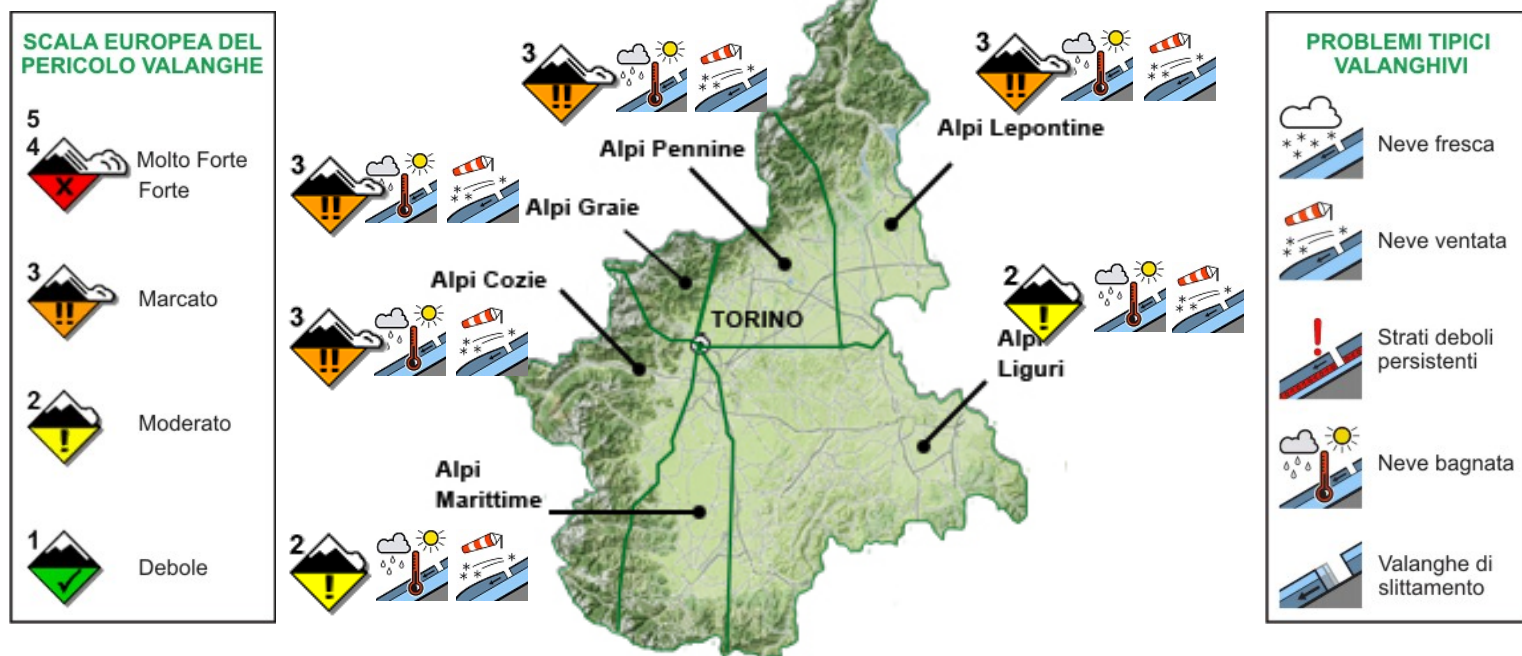 SCALA EUROPEA DEL
PERICOLO VALANGHE
5
4
Molto Forte
Forte
3
Marcato
2
Moderato
1
Debole
3
3
Alpi Lepontine
Alpi Pennine
3
Alpi Graie
Alpi Cozie
2
3
TORINO
Alpi
Liguri
Alpi
Marittime
2
PROBLEMI TIPICI
VALANGHIVI
Neve fresca
Neve ventata
Strati deboli
persistenti
Neve bagnata
Valanghe di
slittamento